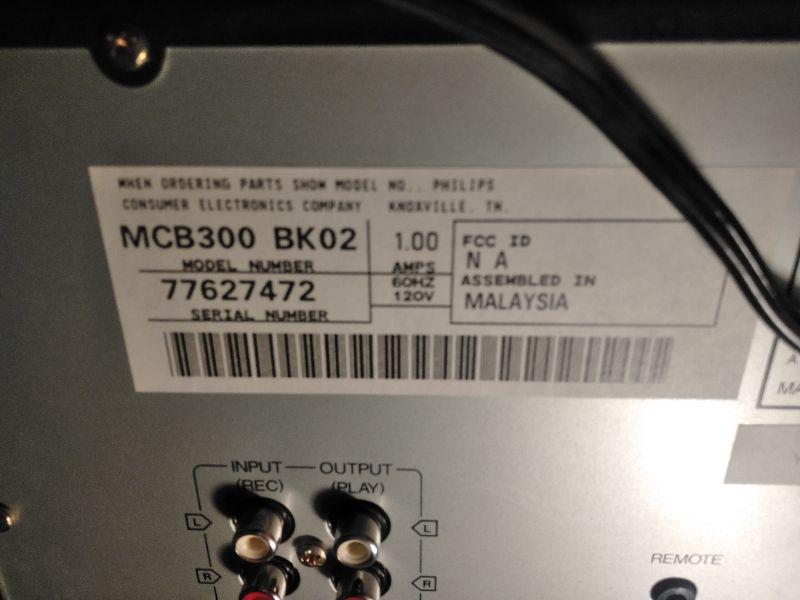 WHEN ORDERING PARTS SHOW MODEL NO., PHILIPS
CONSUMER ELECTRONICS COMPANY KNOXVILLE, TN.
MCB300 BK02
MODEL NUMBER
77627472
SERIAL NUMBER
1.00
AMPS
60HZ
120V
FCC ID
N A
ASSEMBLED IN
MALAYSIA
INPUT OUTPUT
(REC) (PLAY)
L L
R R
REMOTE